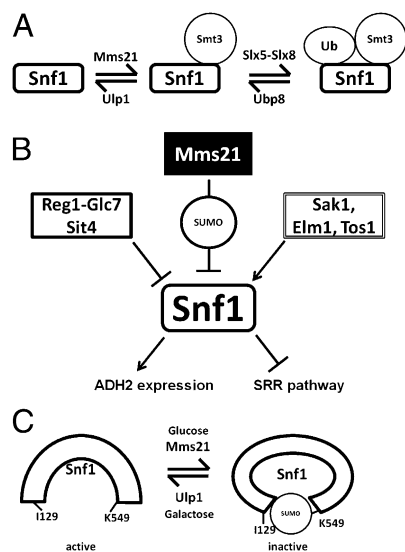 A
Smt3
Ub
Smt3
Mms21
Slx5-Slx8
Snf1
Snf1
Snf1
Ulp1
Ubp8
B
Mms21
Reg1-Glc7
Sit4
SUMO
Sak1,
Elm1, Tos1
Snf1
ADH2 expression
SRR pathway
C
Glucose
Mms21
Snf1
Snf1
Ulp1
Galactose
I129
K549
I129
SUMO
K549
active
inactive